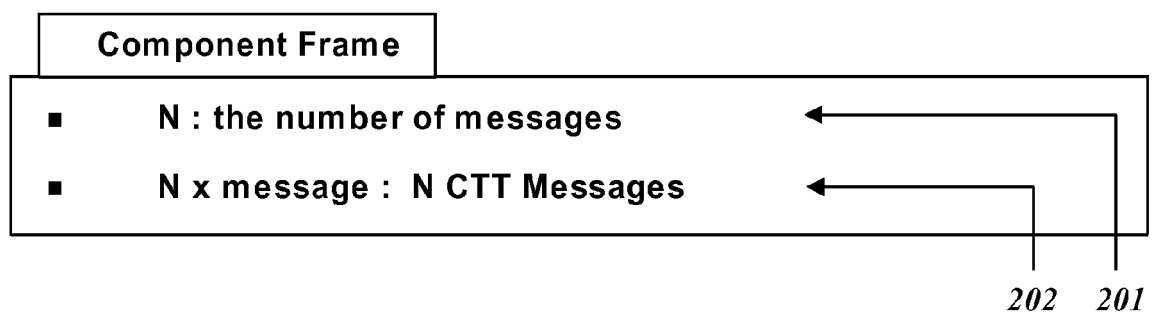 Component Frame
▪ N : the number of messages
▪ N x message : N CTT Messages
202 201